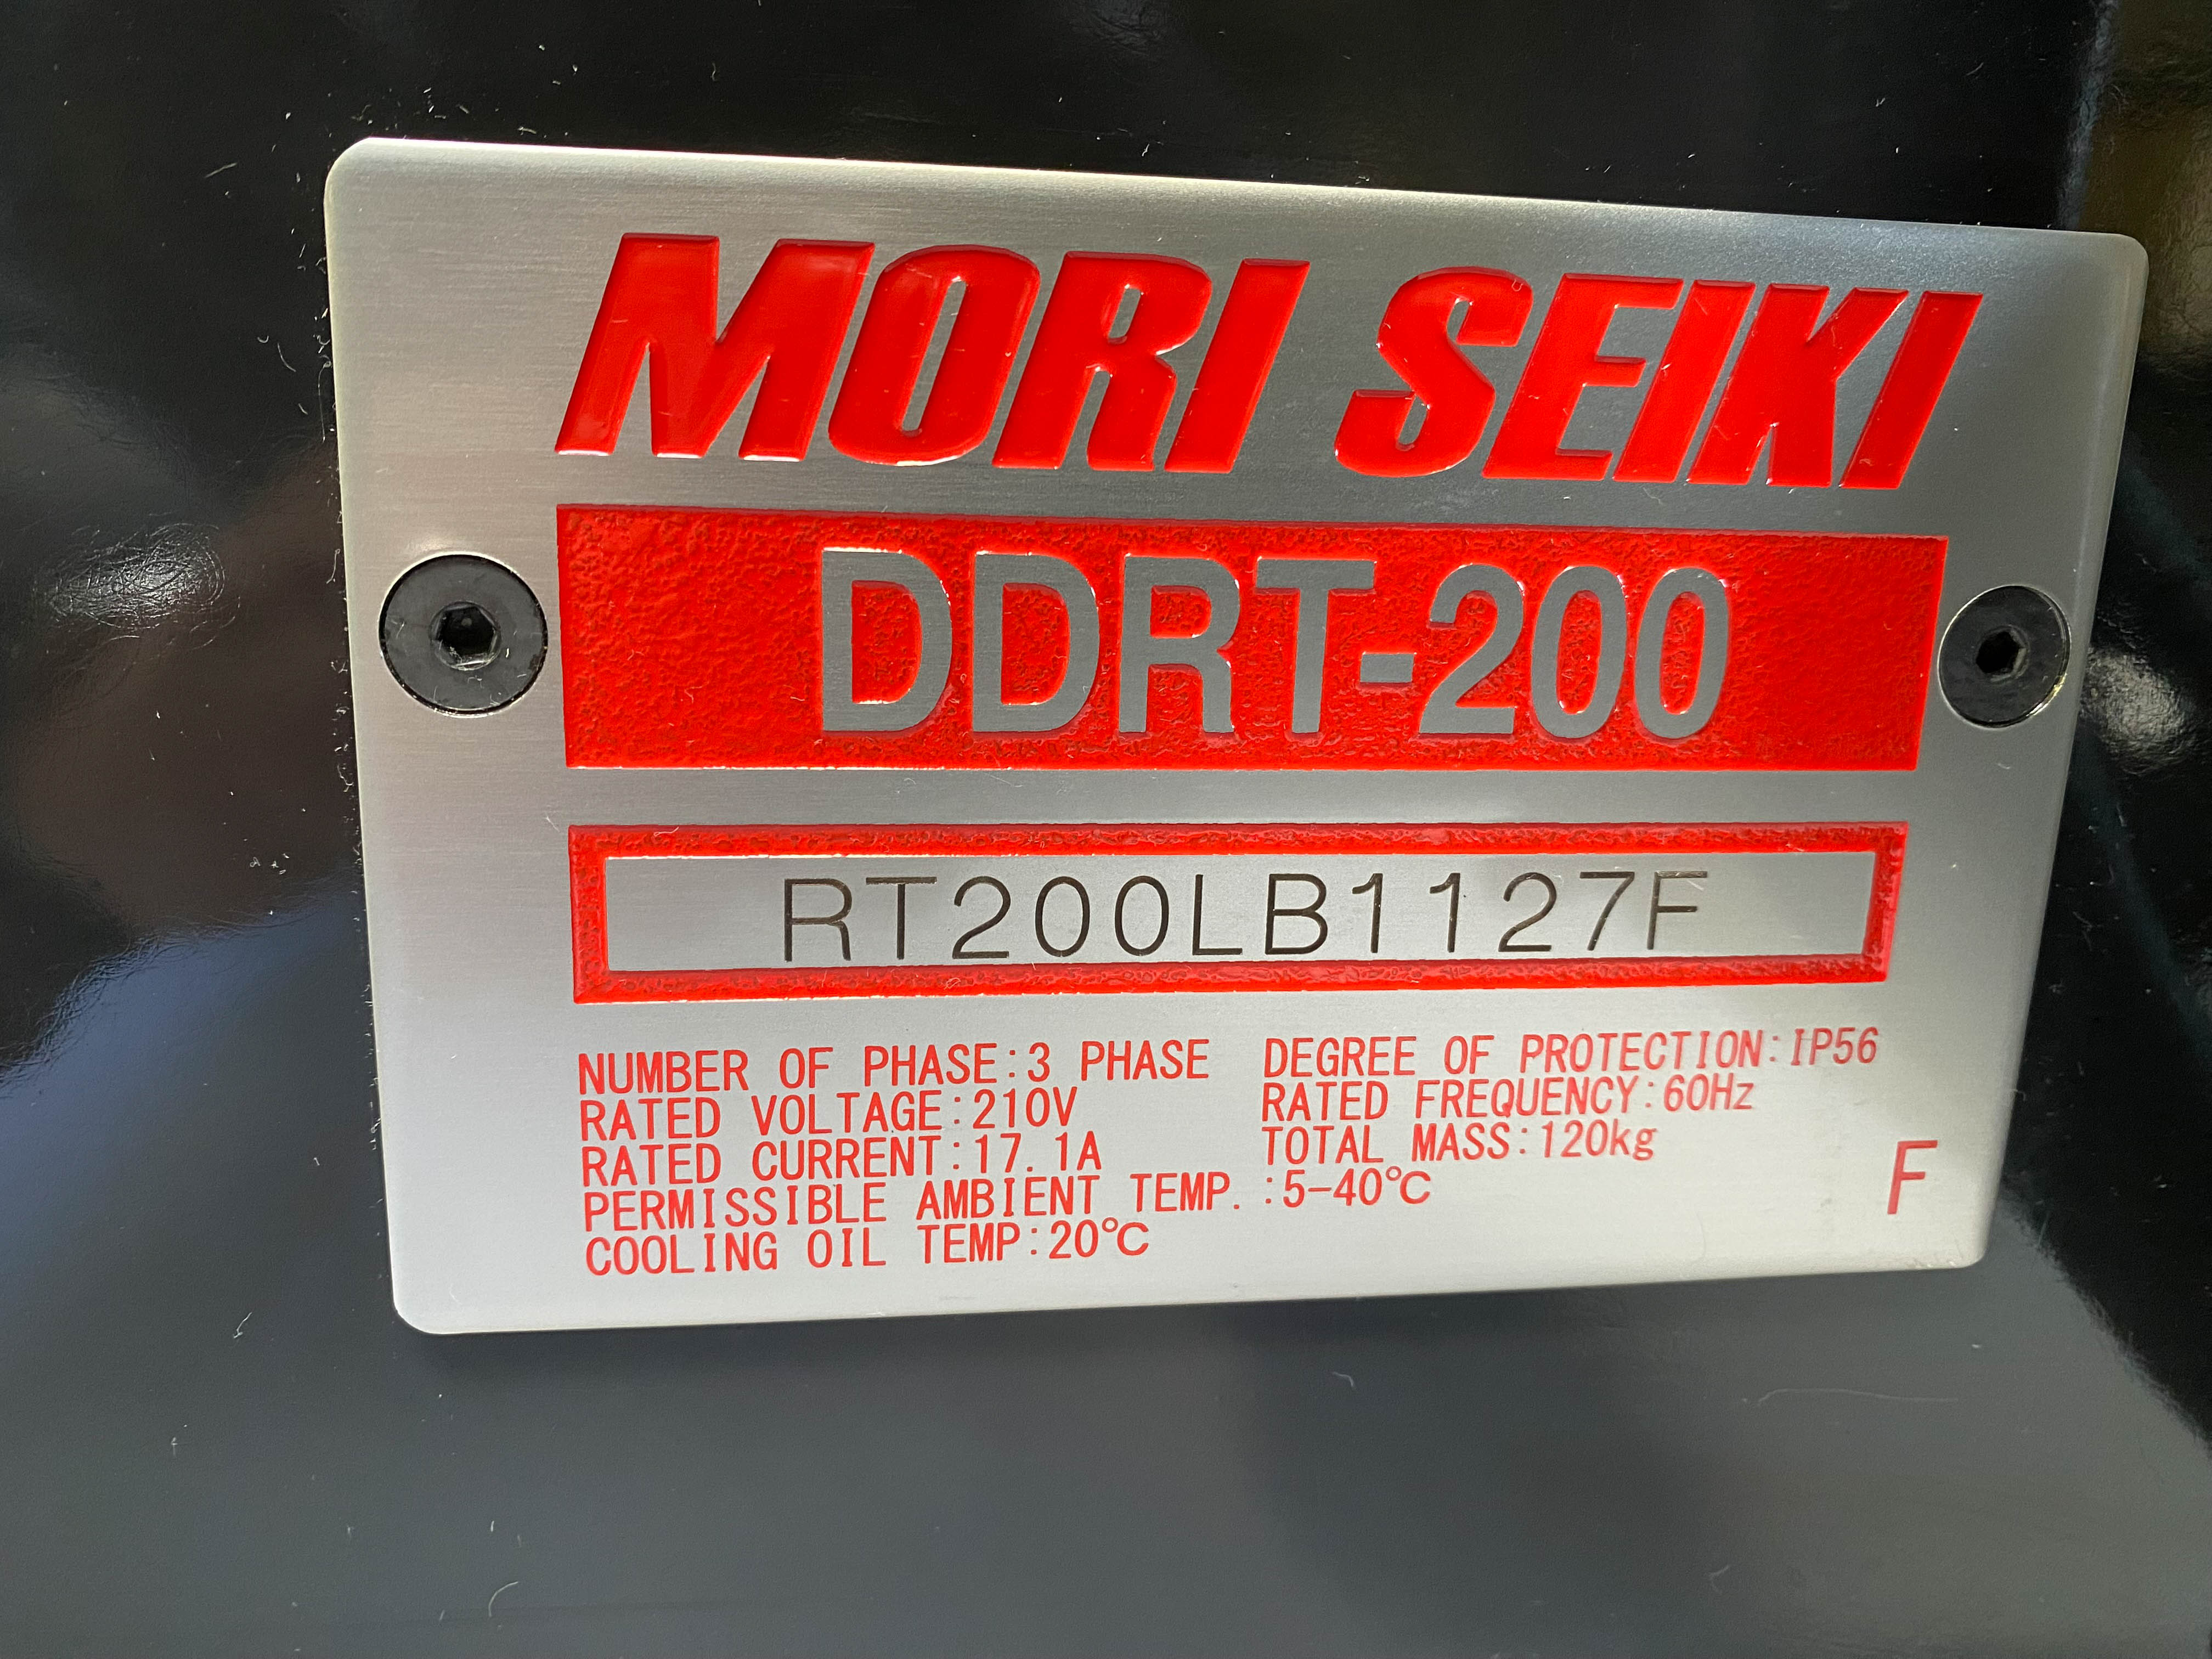 MORI SEIKI
DDRT-200
RT200LB1127F
NUMBER OF PHASE:3 PHASE DEGREE OF PROTECTION:IP56
RATED VOLTAGE:210V RATED FREQUENCY:60Hz
RATED CURRENT:17.1A TOTAL MASS:120kg
PERMISSIBLE AMBIENT TEMP.:5-40℃
COOLING OIL TEMP:20℃
F